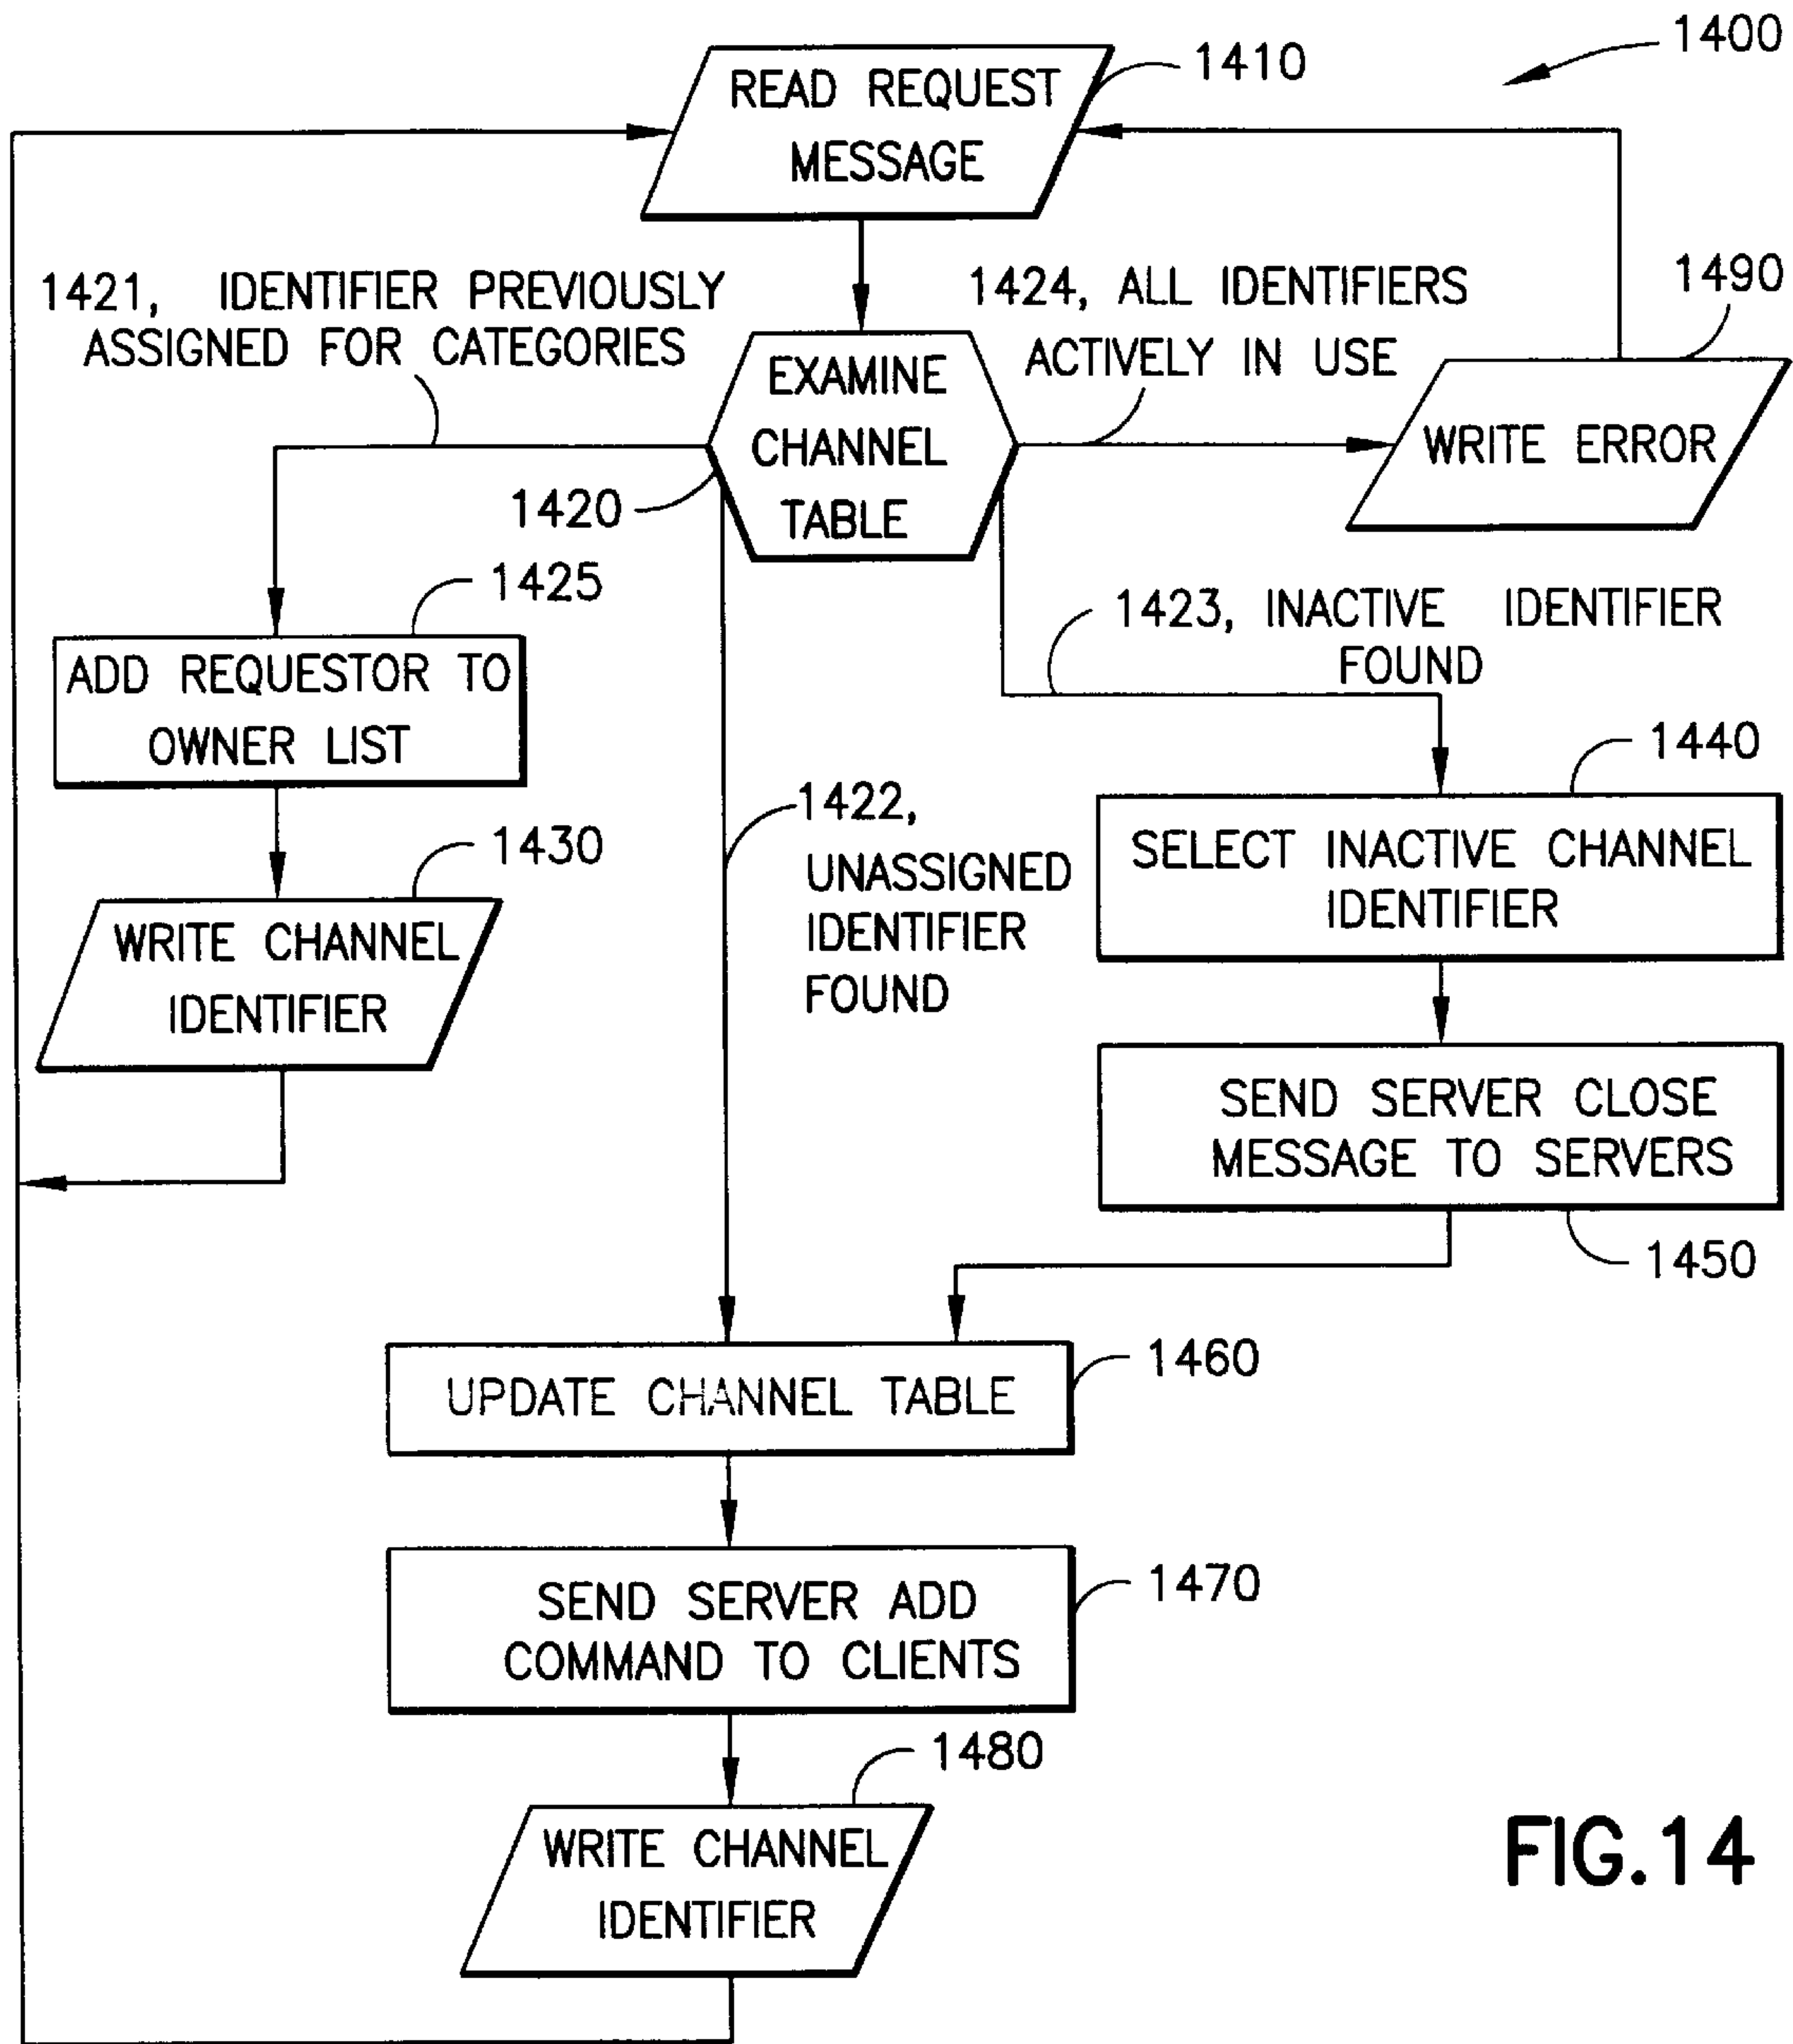 1400
READ REQUEST
MESSAGE
1410
1421, IDENTIFIER PREVIOUSLY
ASSIGNED FOR CATEGORIES
1424, ALL IDENTIFIERS
ACTIVELY IN USE
1490
EXAMINE
CHANNEL
TABLE
1420
WRITE ERROR
1425
ADD REQUESTOR TO
OWNER LIST
1423, INACTIVE IDENTIFIER
FOUND
1430
WRITE CHANNEL
IDENTIFIER
1422,
UNASSIGNED
IDENTIFIER
FOUND
1440
SELECT INACTIVE CHANNEL
IDENTIFIER
SEND SERVER CLOSE
MESSAGE TO SERVERS
1450
1460
UPDATE CHANNEL TABLE
1470
SEND SERVER ADD
COMMAND TO CLIENTS
1480
WRITE CHANNEL
IDENTIFIER
FIG.14